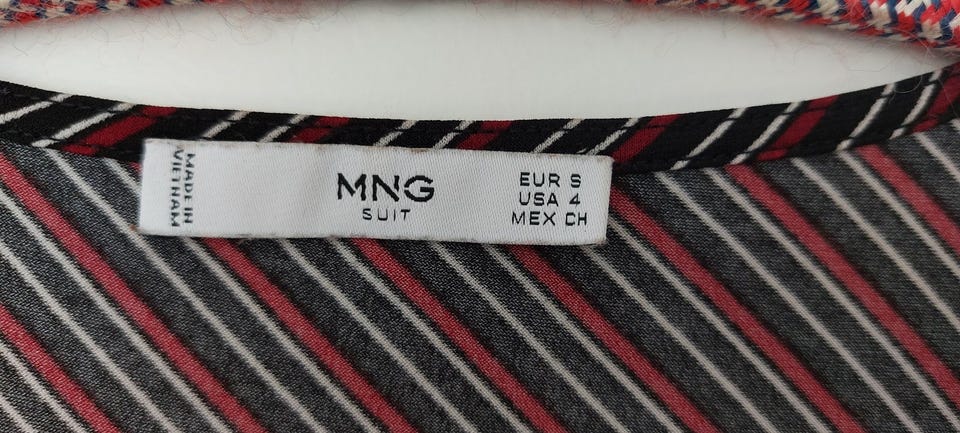 MADE IN
VIETNAM
MNG
SUIT
EUR S
USA 4
MEX CH